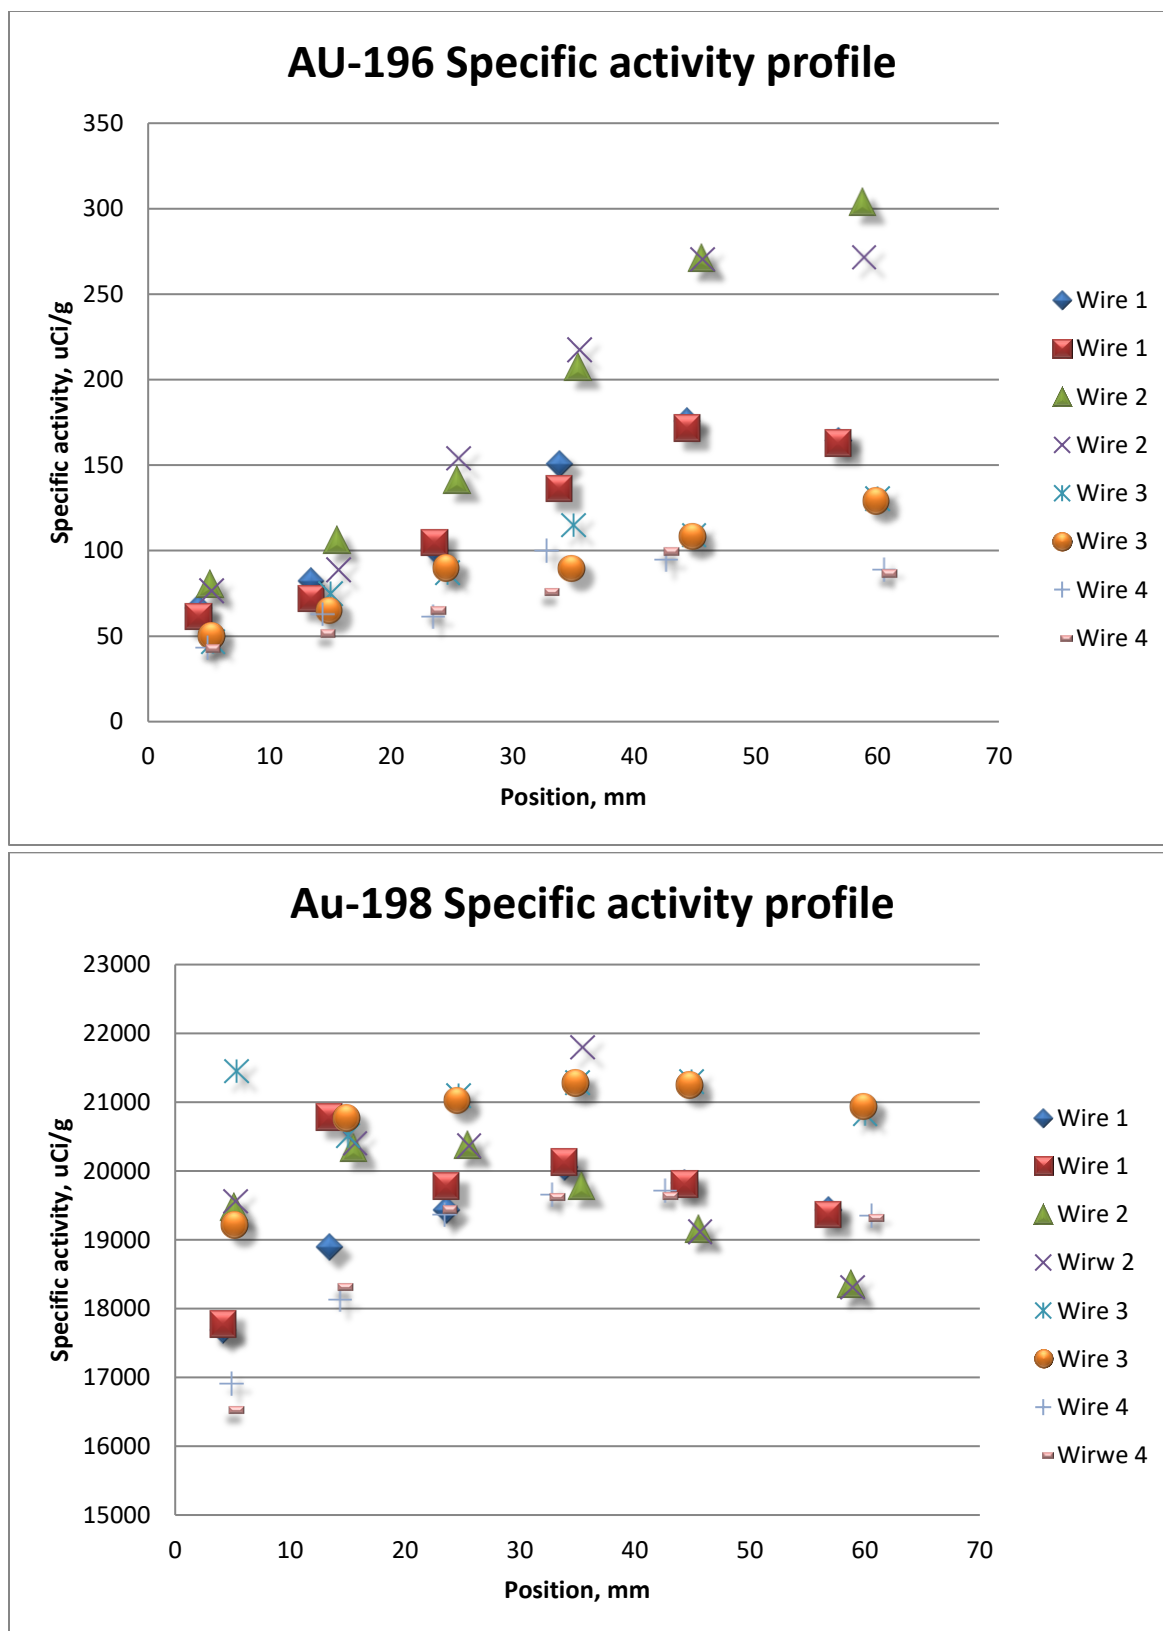 AU-196 Specific activity profile
350
300
250
200
150
100
50
0
Specific activity, uCi/g
0 10 20 30 40 50 60 70
Position, mm
Wire 1
Wire 1
Wire 2
Wire 2
Wire 3
Wire 3
Wire 4
Wire 4
Au-198 Specific activity profile
23000
22000
21000
20000
19000
18000
17000
16000
15000
Specific activity, uCi/g
0 10 20 30 40 50 60 70
Position, mm
Wire 1
Wire 1
Wire 2
Wirw 2
Wire 3
Wire 3
Wire 4
Wirwe 4